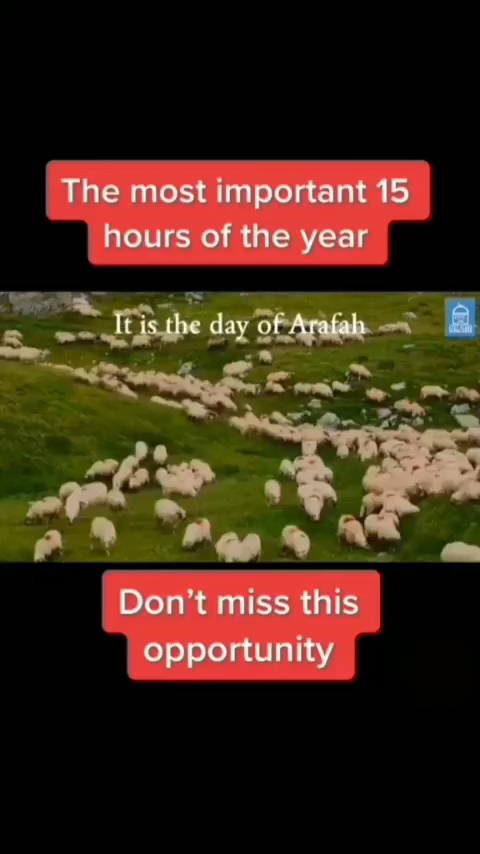 The most important 15
hours of the year
It is the day of Arafah
Don't miss this
opportunity